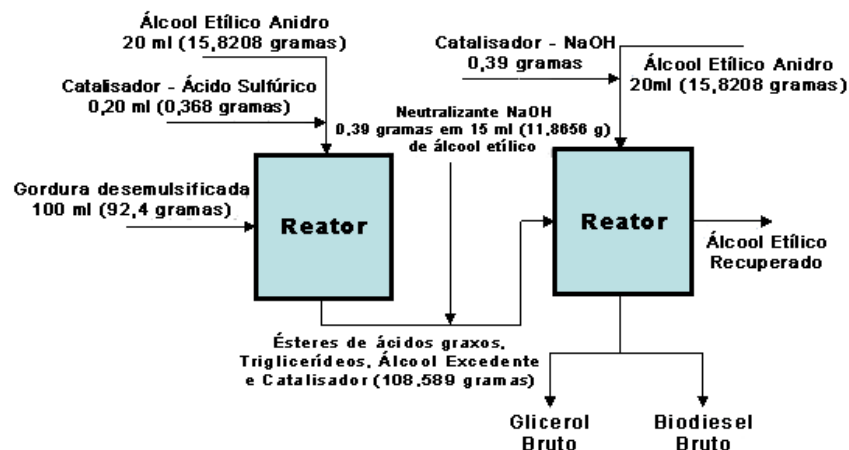 Álcool Etílico Anidro
20 ml (15,8208 gramas)
Catalisador - Ácido Sulfúrico
0,20 ml (0,368 gramas)
Gordura desemulsificada
100 ml (92,4 gramas)
Reator
Neutralizante NaOH
0,39 gramas em 15 ml (11,8656 g)
de álcool etílico
Catalisador - NaOH
0,39 gramas
Álcool Etílico Anidro
20ml (15,8208 gramas)
Reator
Álcool Etílico
Recuperado
Ésteres de ácidos graxos,
Triglicerídeos, Álcool Excedente
e Catalisador (108,589 gramas)
Glicerol
Bruto
Biodiesel
Bruto